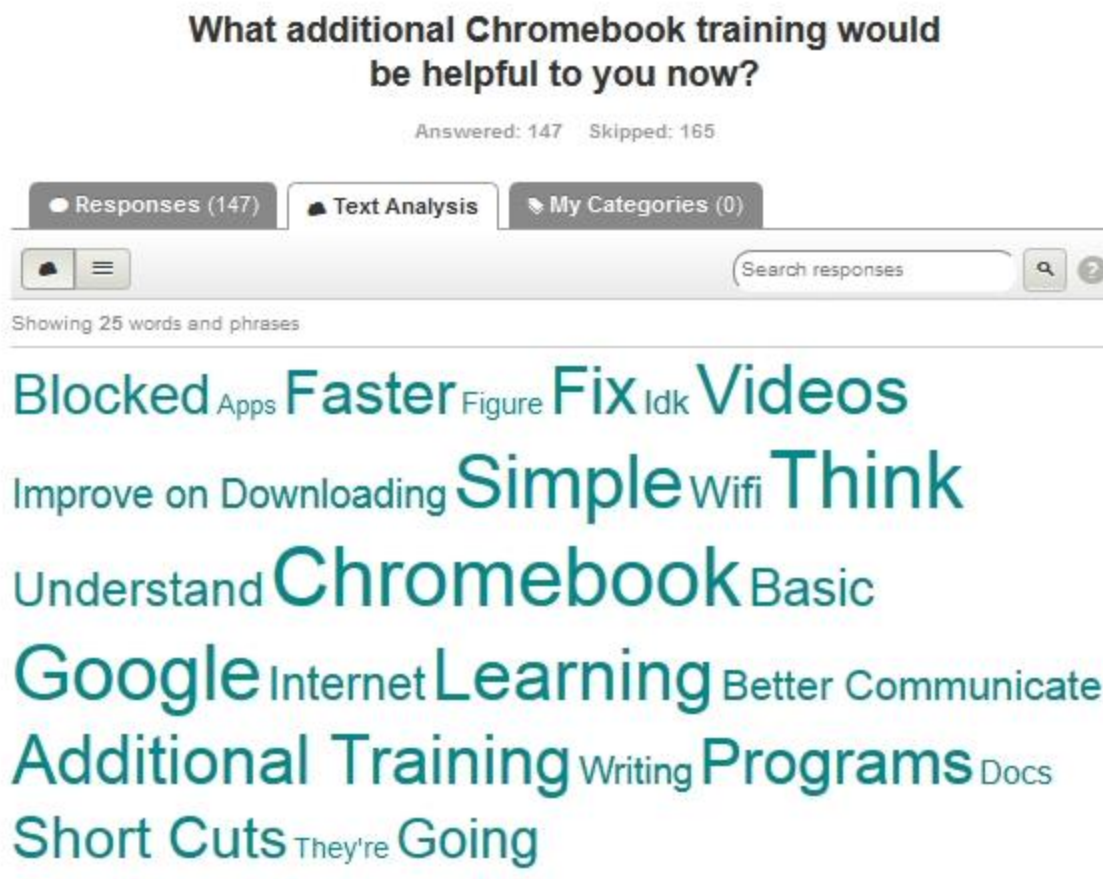 What additional Chromebook training would
be helpful to you now?
Answered: 147 Skipped: 165
Responses (147) Text Analysis My Categories (0)
Search responses ?
Showing 25 words and phrases
Blocked Apps Faster Figure Fix Idk Videos
Improve on Downloading Simple Wifi Think
Understand Chromebook Basic
Google Internet Learning Better Communicate
Additional Training Writing Programs Docs
Short Cuts They're Going